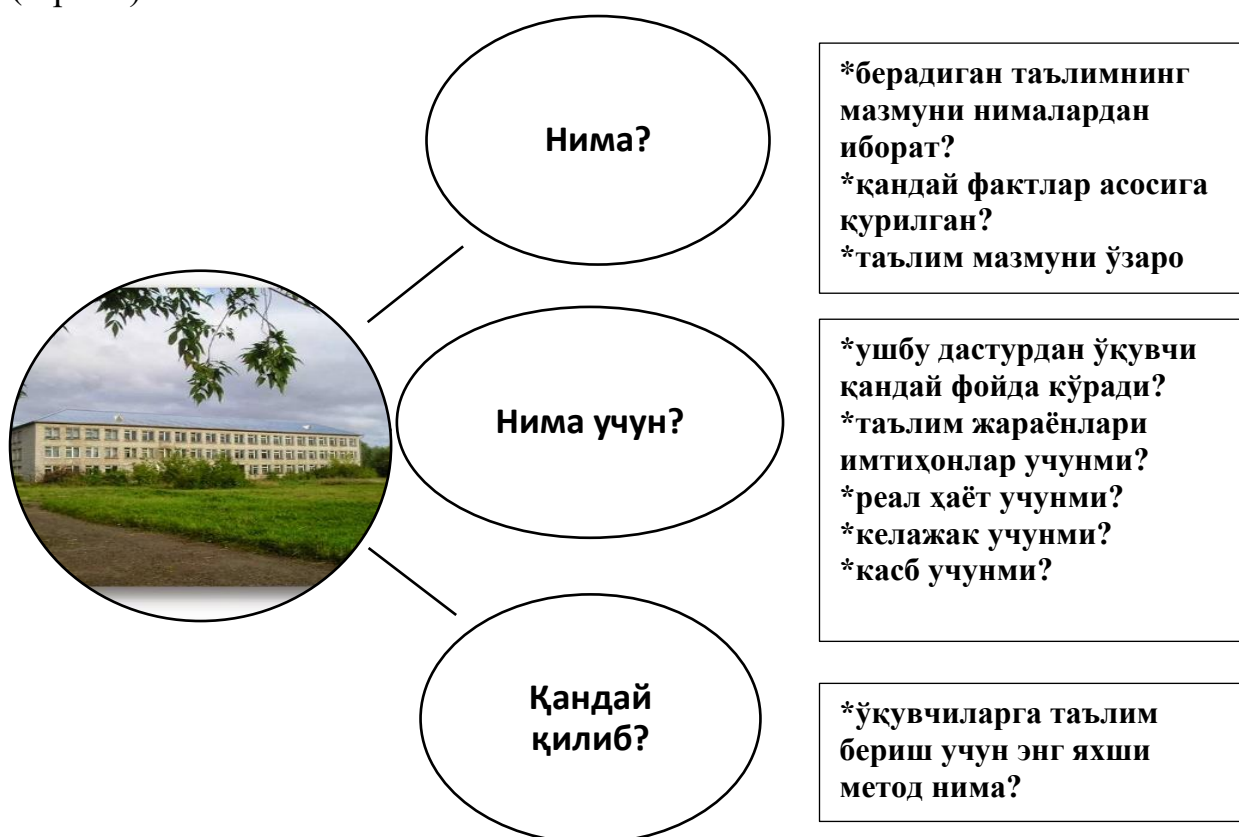 Нима?
*берадиган таълимнинг
мазмуни нималардан
иборат?
*қандай фактлар асосига
қурилган?
*таълим мазмуни ўзаро
Нима учун?
*ушбу дастурдан ўқувчи
қандай фойда кўради?
*таълим жараёнлари
имтиҳонлар учунми?
*реал ҳаёт учунми?
*келажак учунми?
*касб учунми?
Қандай
қилиб?
*ўқувчиларга таълим
бериш учун энг яхши
метод нима?